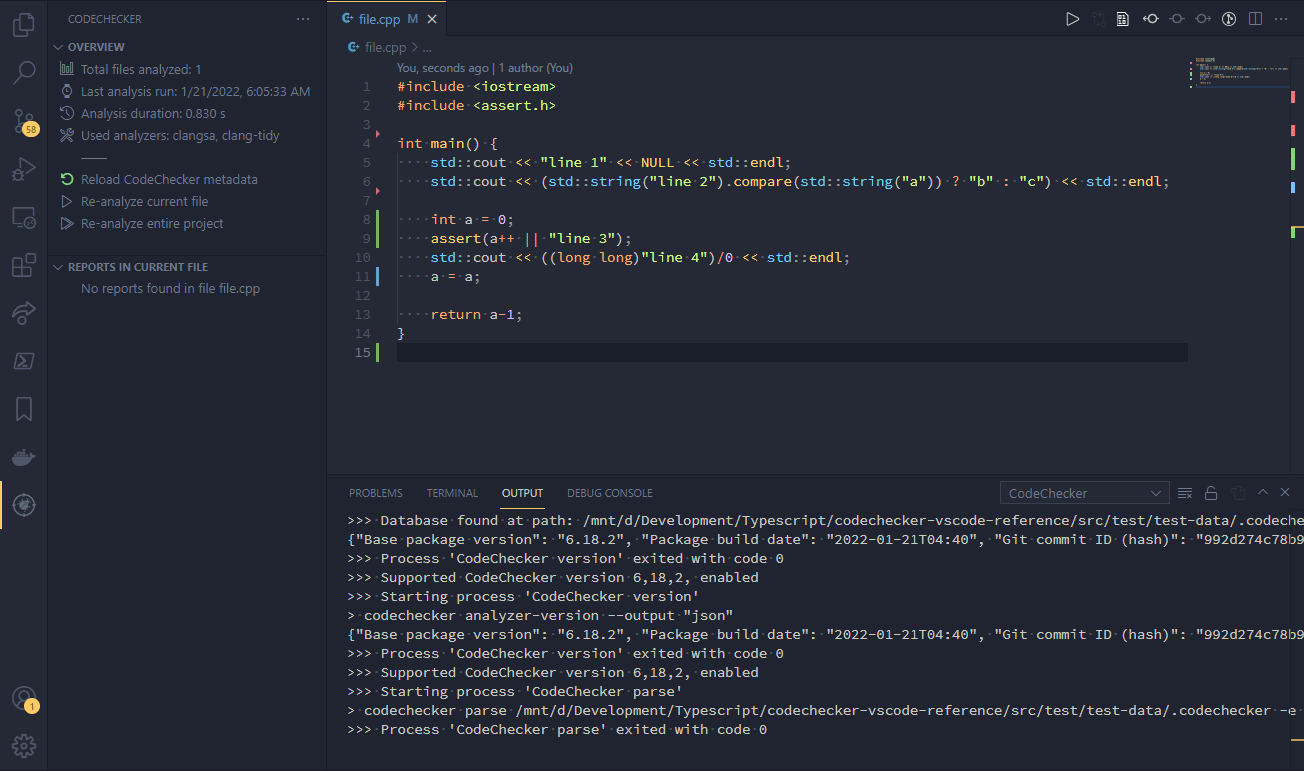 CODECHECKER
OVERVIEW
Total files analyzed: 1
Last analysis run: 1/21/2022, 6:05:33 AM
Analysis duration: 0.830 s
Used analyzers: clangsa, clang-tidy
Reload CodeChecker metadata
Re-analyze current file
Re-analyze entire project
REPORTS IN CURRENT FILE
No reports found in file file.cpp
58
1
file.cpp M
file.cpp > ...
You, seconds ago | 1 author (You)
1 #include <iostream>
2 #include <assert.h>
3
4 int main() {
5 ····std::cout << "line 1" << NULL << std::endl;
6 ····std::cout << (std::string("line 2").compare(std::string("a")) ? "b" : "c") << std::endl;
7
8 ····int a = 0;
9 ····assert(a++ || "line 3");
10 ····std::cout << ((long long)"line 4")/0 << std::endl;
11 ····a = a;
12
13 ····return a-1;
14 }
15
PROBLEMS TERMINAL OUTPUT DEBUG CONSOLE CodeChecker
>>> Database found at path: /mnt/d/Development/Typescript/codechecker-vscode-reference/src/test/test-data/.codeche
{"Base package version": "6.18.2", "Package build date": "2022-01-21T04:40", "Git commit ID (hash)": "992d274c78b9
>>> Process 'CodeChecker version' exited with code 0
>>> Supported CodeChecker version 6,18,2, enabled
>>> Starting process 'CodeChecker version'
> codechecker analyzer-version --output "json"
{"Base package version": "6.18.2", "Package build date": "2022-01-21T04:40", "Git commit ID (hash)": "992d274c78b9
>>> Process 'CodeChecker version' exited with code 0
>>> Supported CodeChecker version 6,18,2, enabled
>>> Starting process 'CodeChecker parse'
> codechecker parse /mnt/d/Development/Typescript/codechecker-vscode-reference/src/test/test-data/.codechecker -e
>>> Process 'CodeChecker parse' exited with code 0